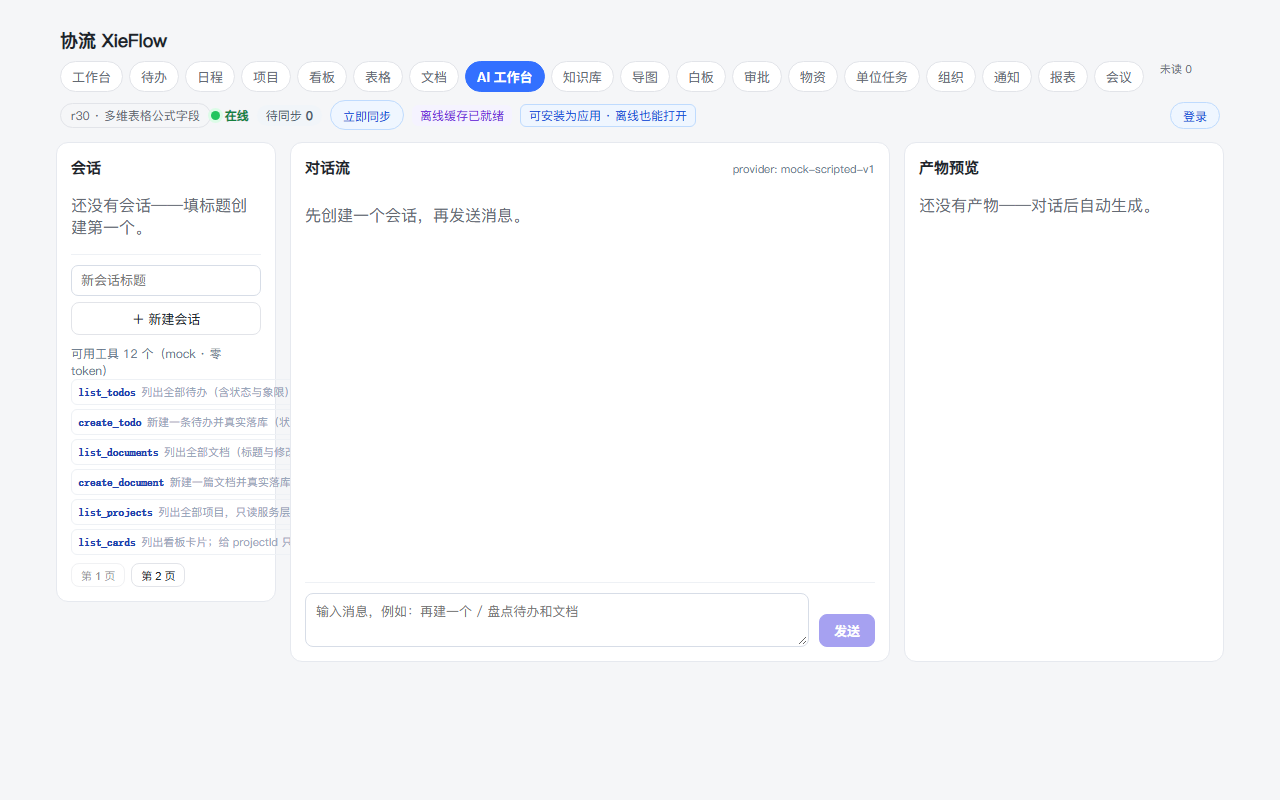 协流 XieFlow
工作台 待办 日程 项目 看板 表格 文档 AI 工作台 知识库 导图 白板 审批 物资 单位任务 组织 通知 报表 会议 未读 0
r30 · 多维表格公式字段 在线 待同步 0 立即同步 离线缓存已就绪 可安装为应用 · 离线也能打开 登录
会话
还没有会话——填标题创
建第一个。
新会话标题
＋ 新建会话
可用工具 12 个（mock · 零
token）
list_todos 列出全部待办（含状态与象限）
create_todo 新建一条待办并真实落库（状
list_documents 列出全部文档（标题与修改
create_document 新建一篇文档并真实落库
list_projects 列出全部项目，只读服务层
list_cards 列出看板卡片；给 projectId 只
第 1 页 第 2 页
对话流 provider: mock-scripted-v1
先创建一个会话，再发送消息。
输入消息，例如：再建一个 / 盘点待办和文档
发送
产物预览
还没有产物——对话后自动生成。